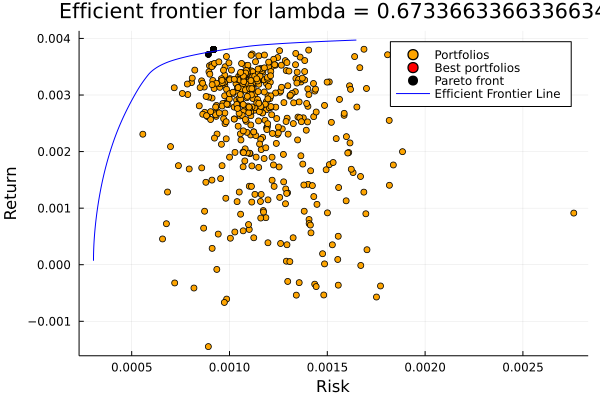 Efficient frontier for lambda = 0.6733663366336634
0.004
0.003
0.002
0.001
0.000
−0.001
Return
Portfolios
Best portfolios
Pareto front
Efficient Frontier Line
0.0005 0.0010 0.0015 0.0020 0.0025
Risk